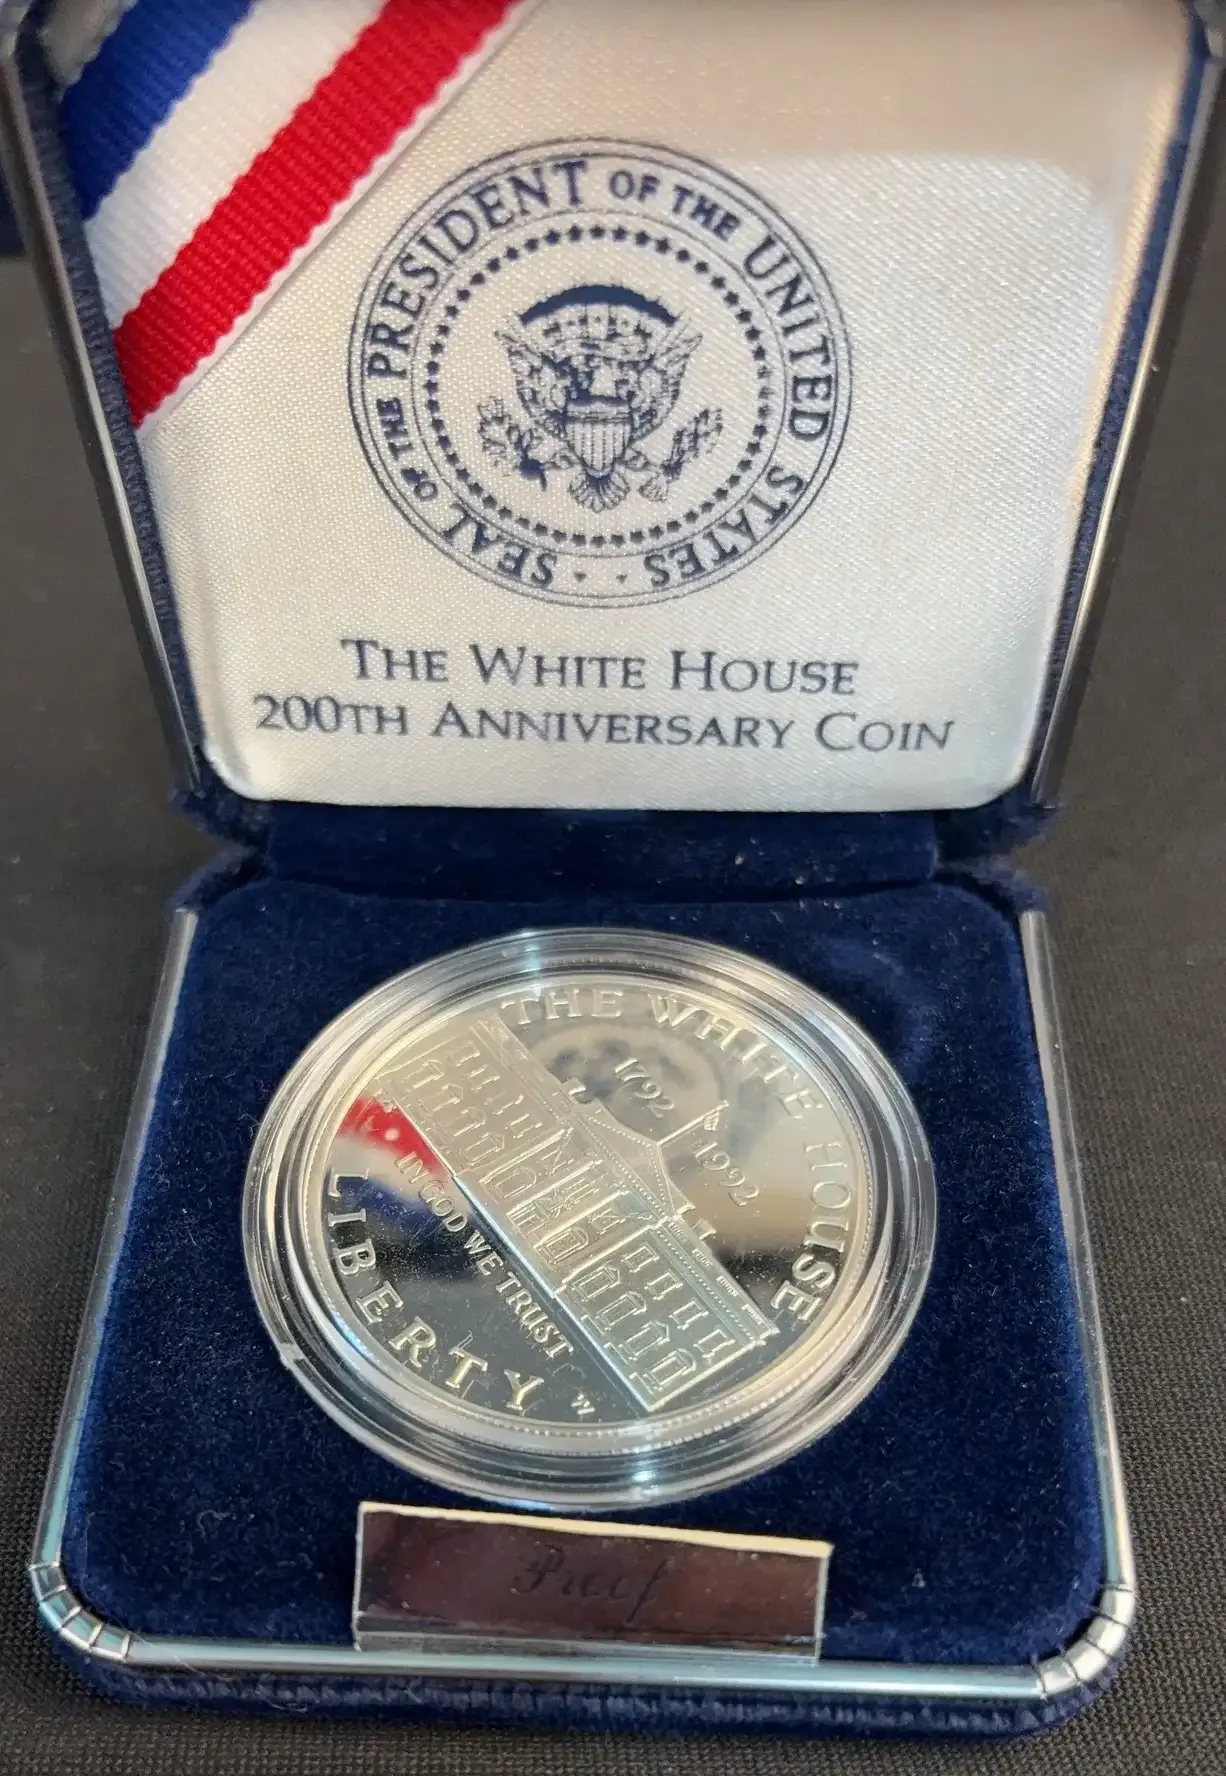 SEAL OF THE PRESIDENT OF THE UNITED STATES
THE WHITE HOUSE
200TH ANNIVERSARY COIN
THE WHITE HOUSE
1792
1992
IN GOD WE TRUST
LIBERTY
W
Proof